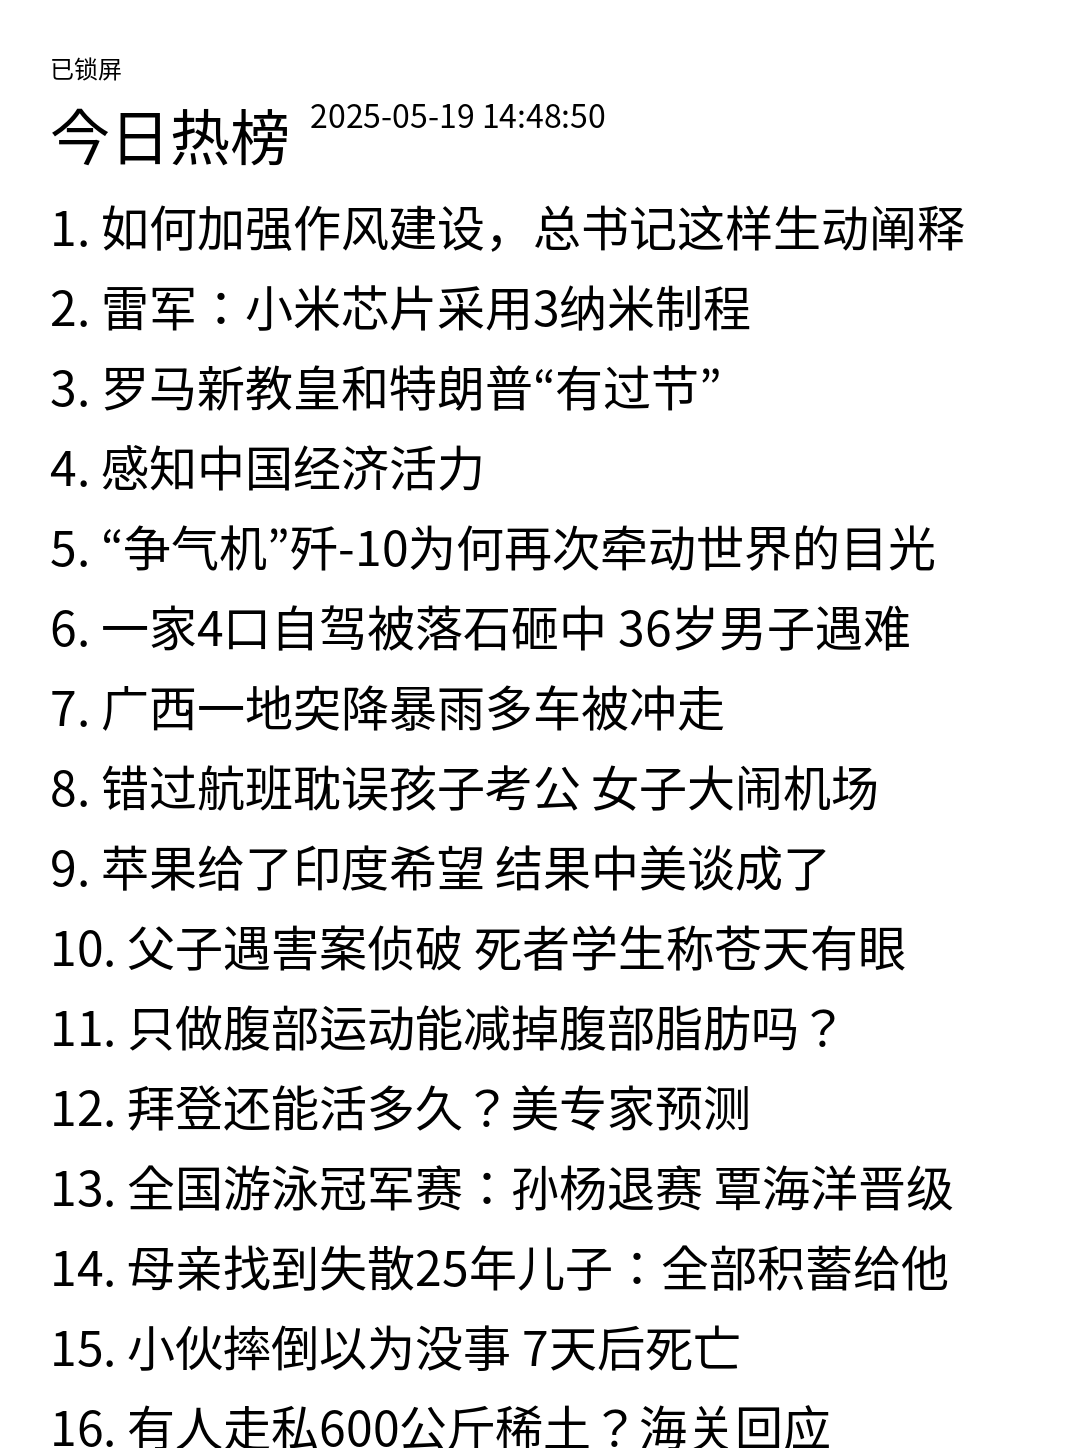 已锁屏
今日热榜 2025-05-19 14:48:50
1. 如何加强作风建设，总书记这样生动阐释
2. 雷军：小米芯片采用3纳米制程
3. 罗马新教皇和特朗普“有过节”
4. 感知中国经济活力
5. “争气机”歼-10为何再次牵动世界的目光
6. 一家4口自驾被落石砸中 36岁男子遇难
7. 广西一地突降暴雨多车被冲走
8. 错过航班耽误孩子考公 女子大闹机场
9. 苹果给了印度希望 结果中美谈成了
10. 父子遇害案侦破 死者学生称苍天有眼
11. 只做腹部运动能减掉腹部脂肪吗？
12. 拜登还能活多久？美专家预测
13. 全国游泳冠军赛：孙杨退赛 覃海洋晋级
14. 母亲找到失散25年儿子：全部积蓄给他
15. 小伙摔倒以为没事 7天后死亡
16. 有人走私600公斤稀土？海关回应